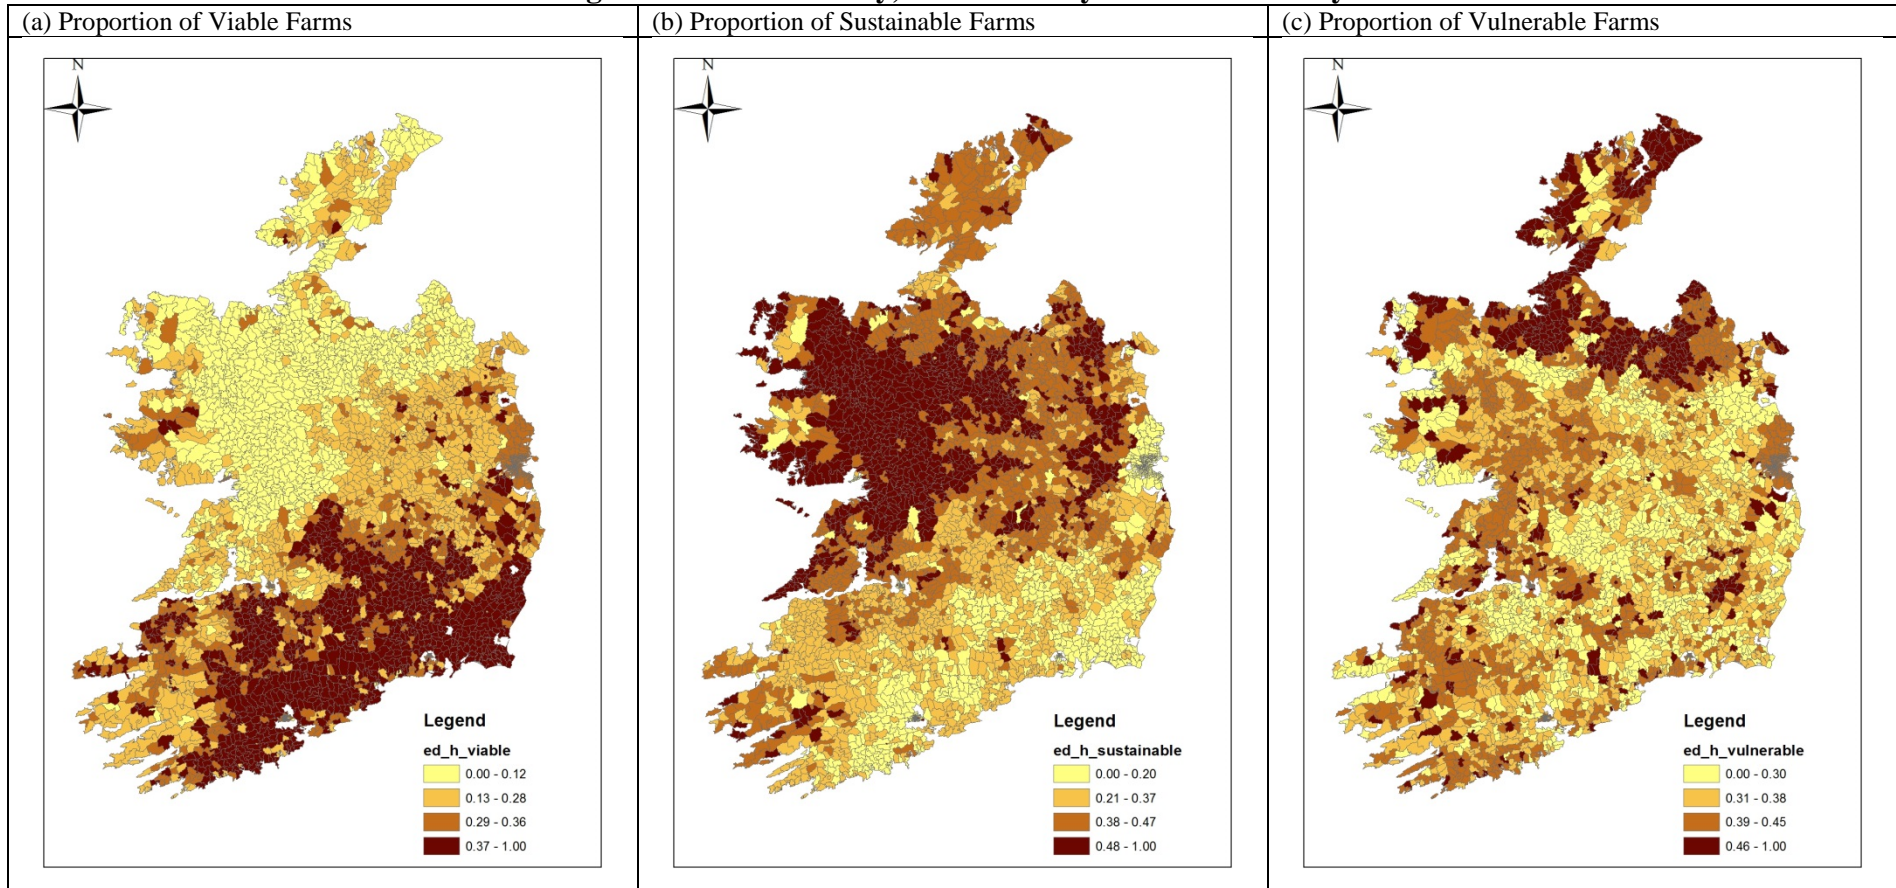 (a) Proportion of Viable Farms
(b) Proportion of Sustainable Farms
(c) Proportion of Vulnerable Farms
N
Legend
ed_h_viable
0.00 - 0.12
0.13 - 0.28
0.29 - 0.36
0.37 - 1.00
N
Legend
ed_h_sustainable
0.00 - 0.20
0.21 - 0.37
0.38 - 0.47
0.48 - 1.00
N
Legend
ed_h_vulnerable
0.00 - 0.30
0.31 - 0.38
0.39 - 0.45
0.46 - 1.00